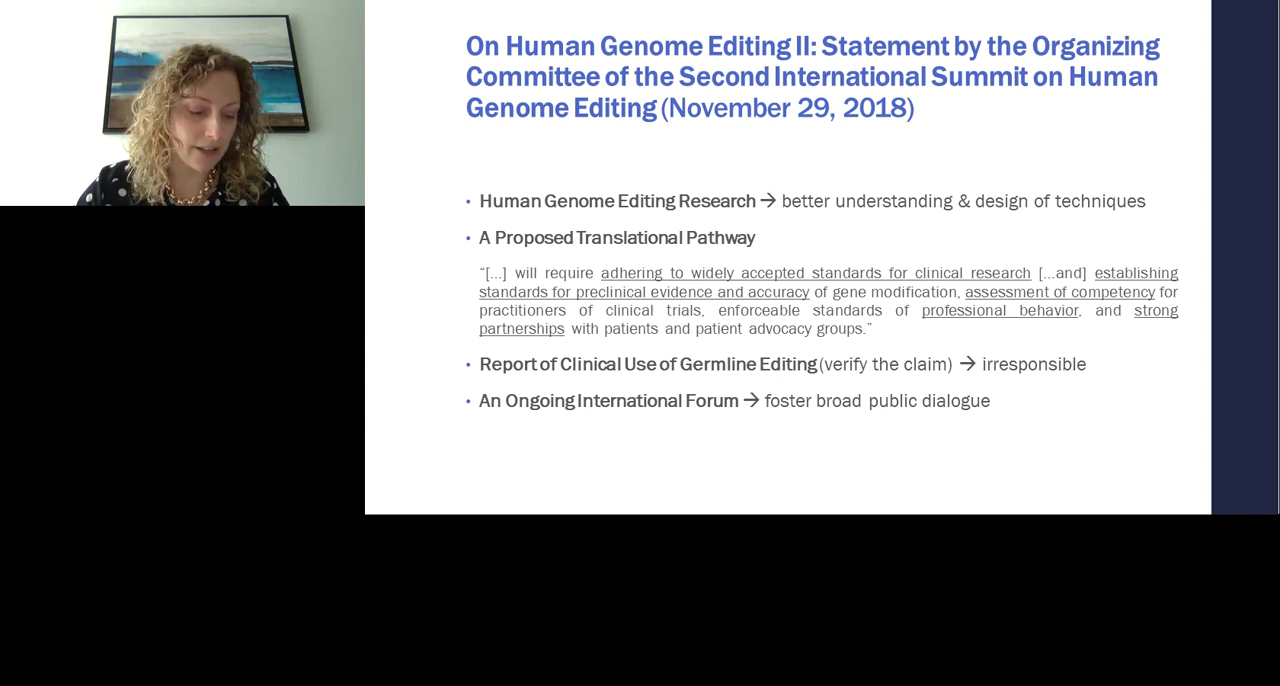 On Human Genome Editing II: Statement by the Organizing
Committee of the Second International Summit on Human
Genome Editing (November 29, 2018)
• Human Genome Editing Research → better understanding & design of techniques
• A Proposed Translational Pathway
“[...] will require adhering to widely accepted standards for clinical research [...and] establishing
standards for preclinical evidence and accuracy of gene modification, assessment of competency for
practitioners of clinical trials, enforceable standards of professional behavior, and strong
partnerships with patients and patient advocacy groups.”
• Report of Clinical Use of Germline Editing (verify the claim) → irresponsible
• An Ongoing International Forum → foster broad public dialogue